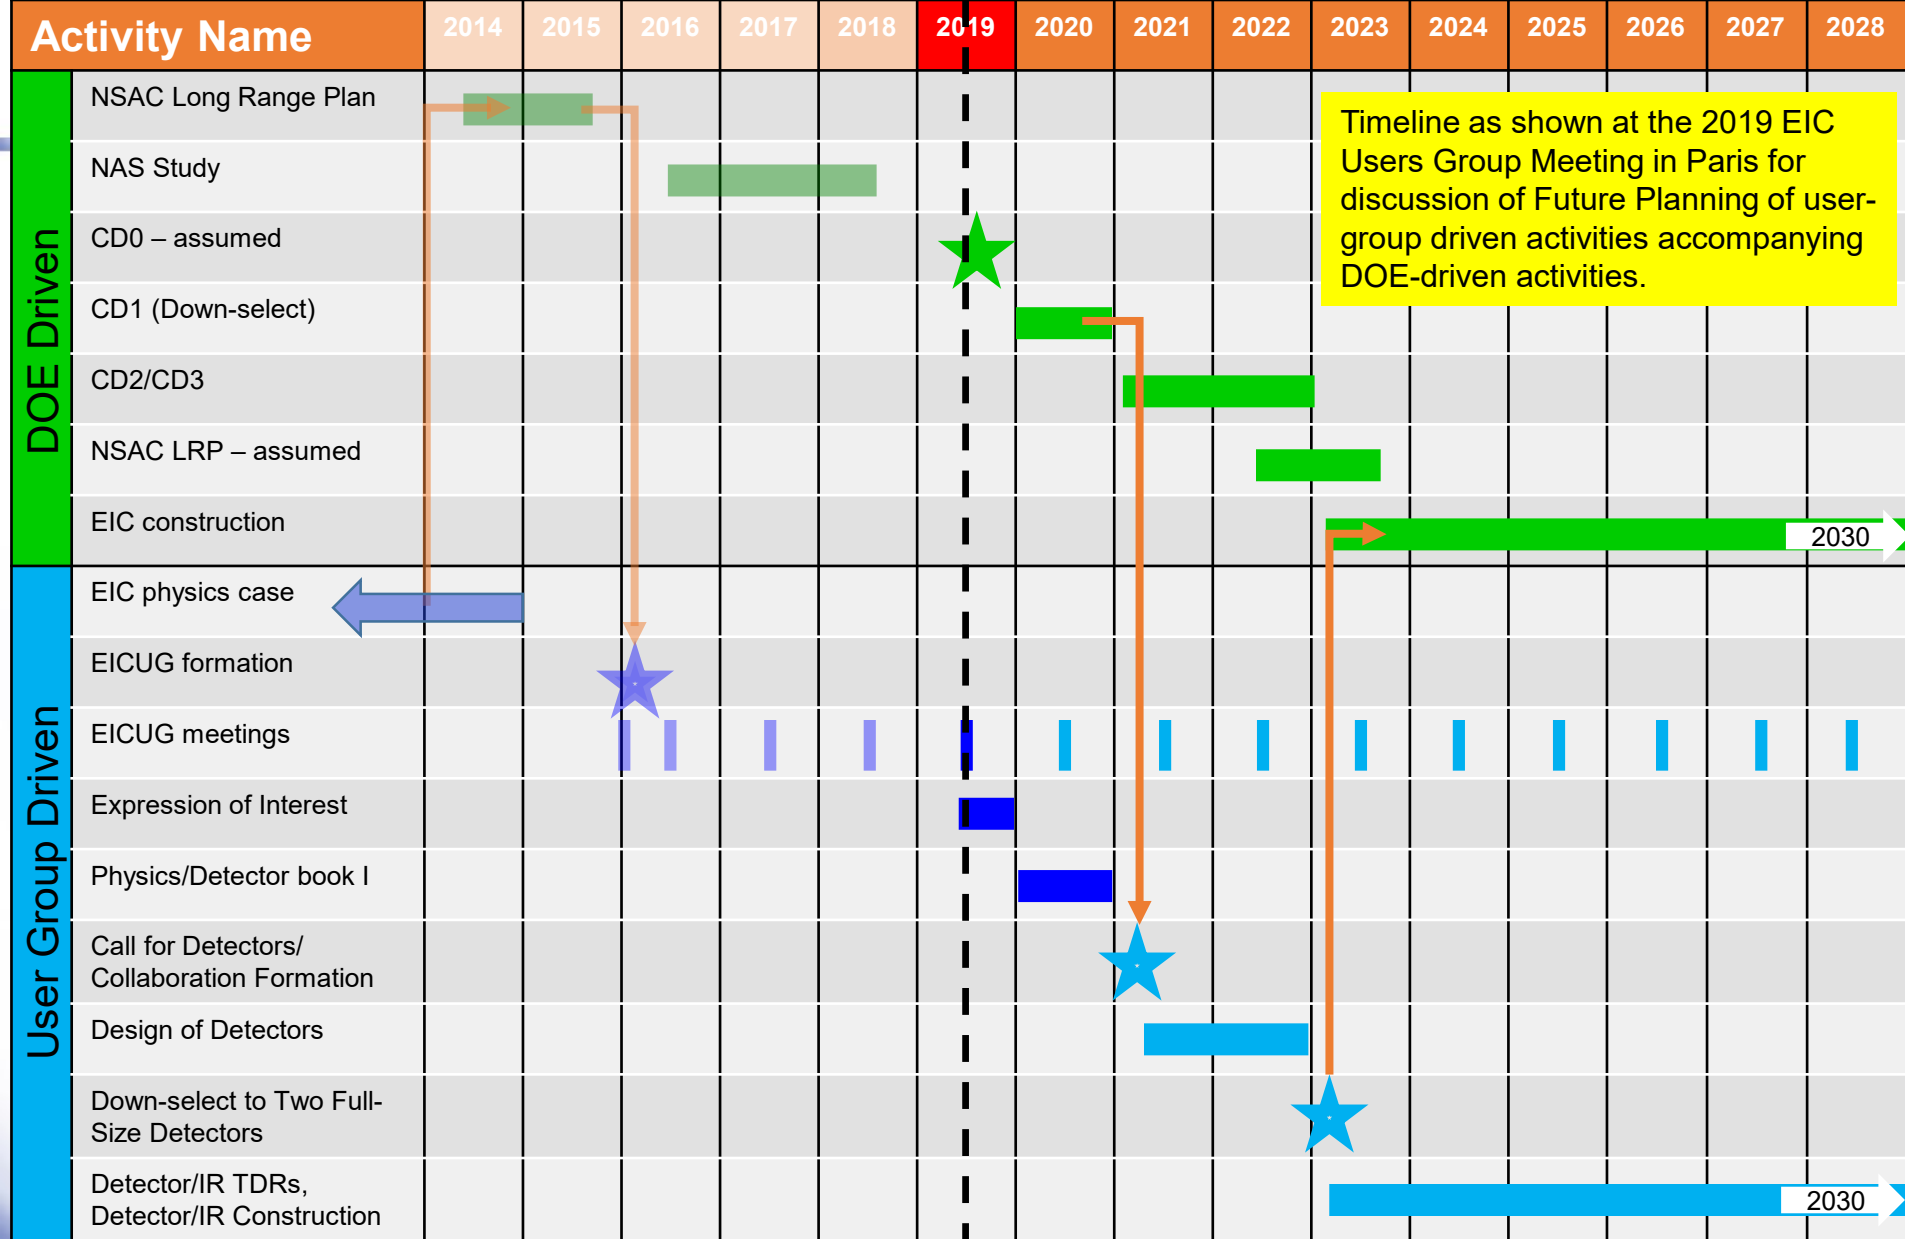 Activity Name 2014 2015 2016 2017 2018 2019 2020 2021 2022 2023 2024 2025 2026 2027 2028
DOE Driven
NSAC Long Range Plan
NAS Study
CD0 – assumed
CD1 (Down-select)
CD2/CD3
NSAC LRP – assumed
EIC construction
2030
Timeline as shown at the 2019 EIC
Users Group Meeting in Paris for
discussion of Future Planning of user-
group driven activities accompanying
DOE-driven activities.
User Group Driven
EIC physics case
EICUG formation
EICUG meetings
Expression of Interest
Physics/Detector book I
Call for Detectors/
Collaboration Formation
Design of Detectors
Down-select to Two Full-
Size Detectors
Detector/IR TDRs,
Detector/IR Construction
2030